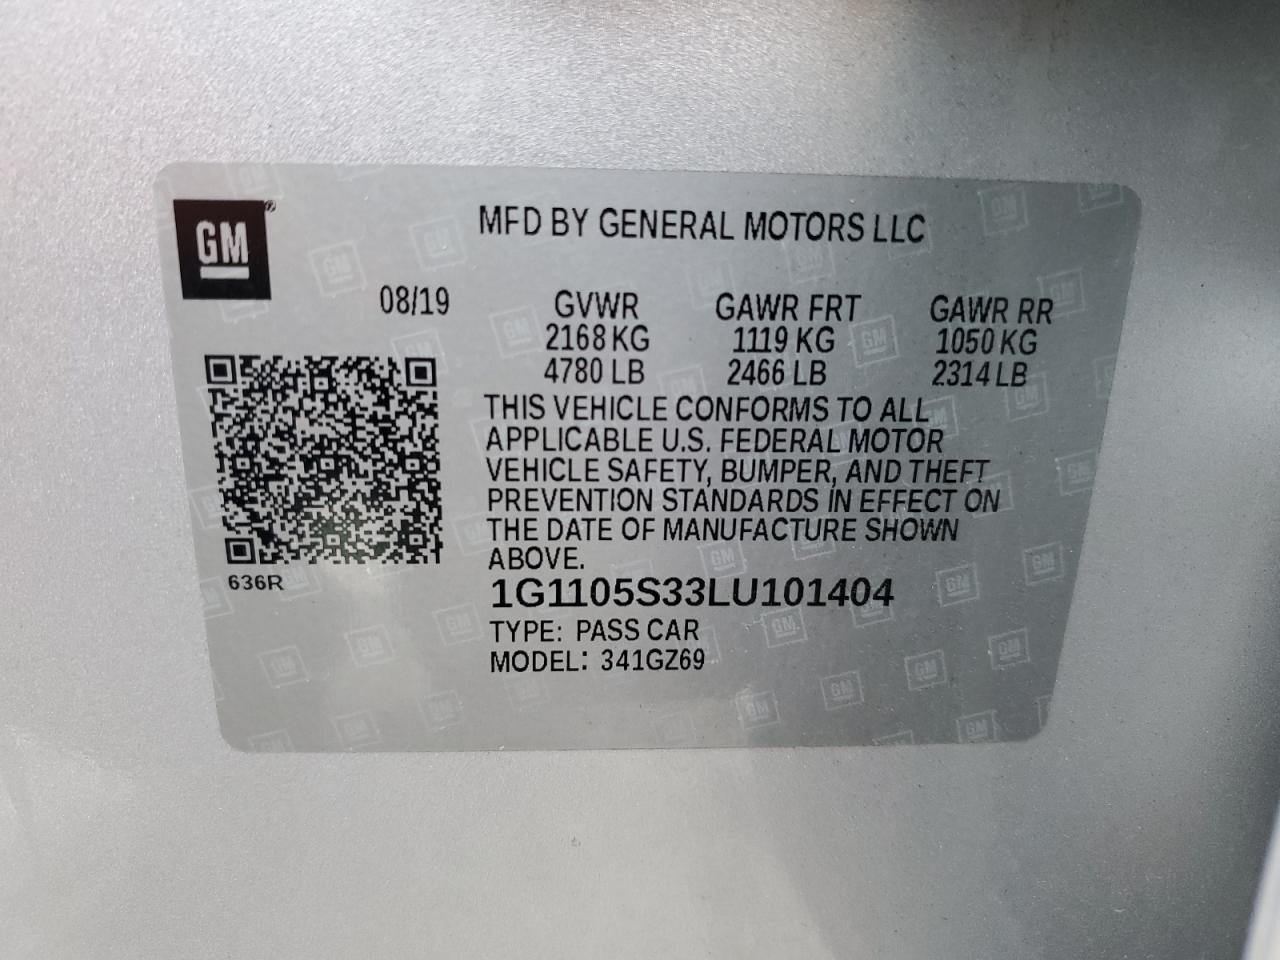 GM®
MFD BY GENERAL MOTORS LLC
08/19 GVWR GAWR FRT GAWR RR
2168 KG 1119 KG 1050 KG
4780 LB 2466 LB 2314 LB
THIS VEHICLE CONFORMS TO ALL
APPLICABLE U.S. FEDERAL MOTOR
VEHICLE SAFETY, BUMPER, AND THEFT
PREVENTION STANDARDS IN EFFECT ON
THE DATE OF MANUFACTURE SHOWN
ABOVE.
636R
1G1105S33LU101404
TYPE: PASS CAR
MODEL: 341GZ69